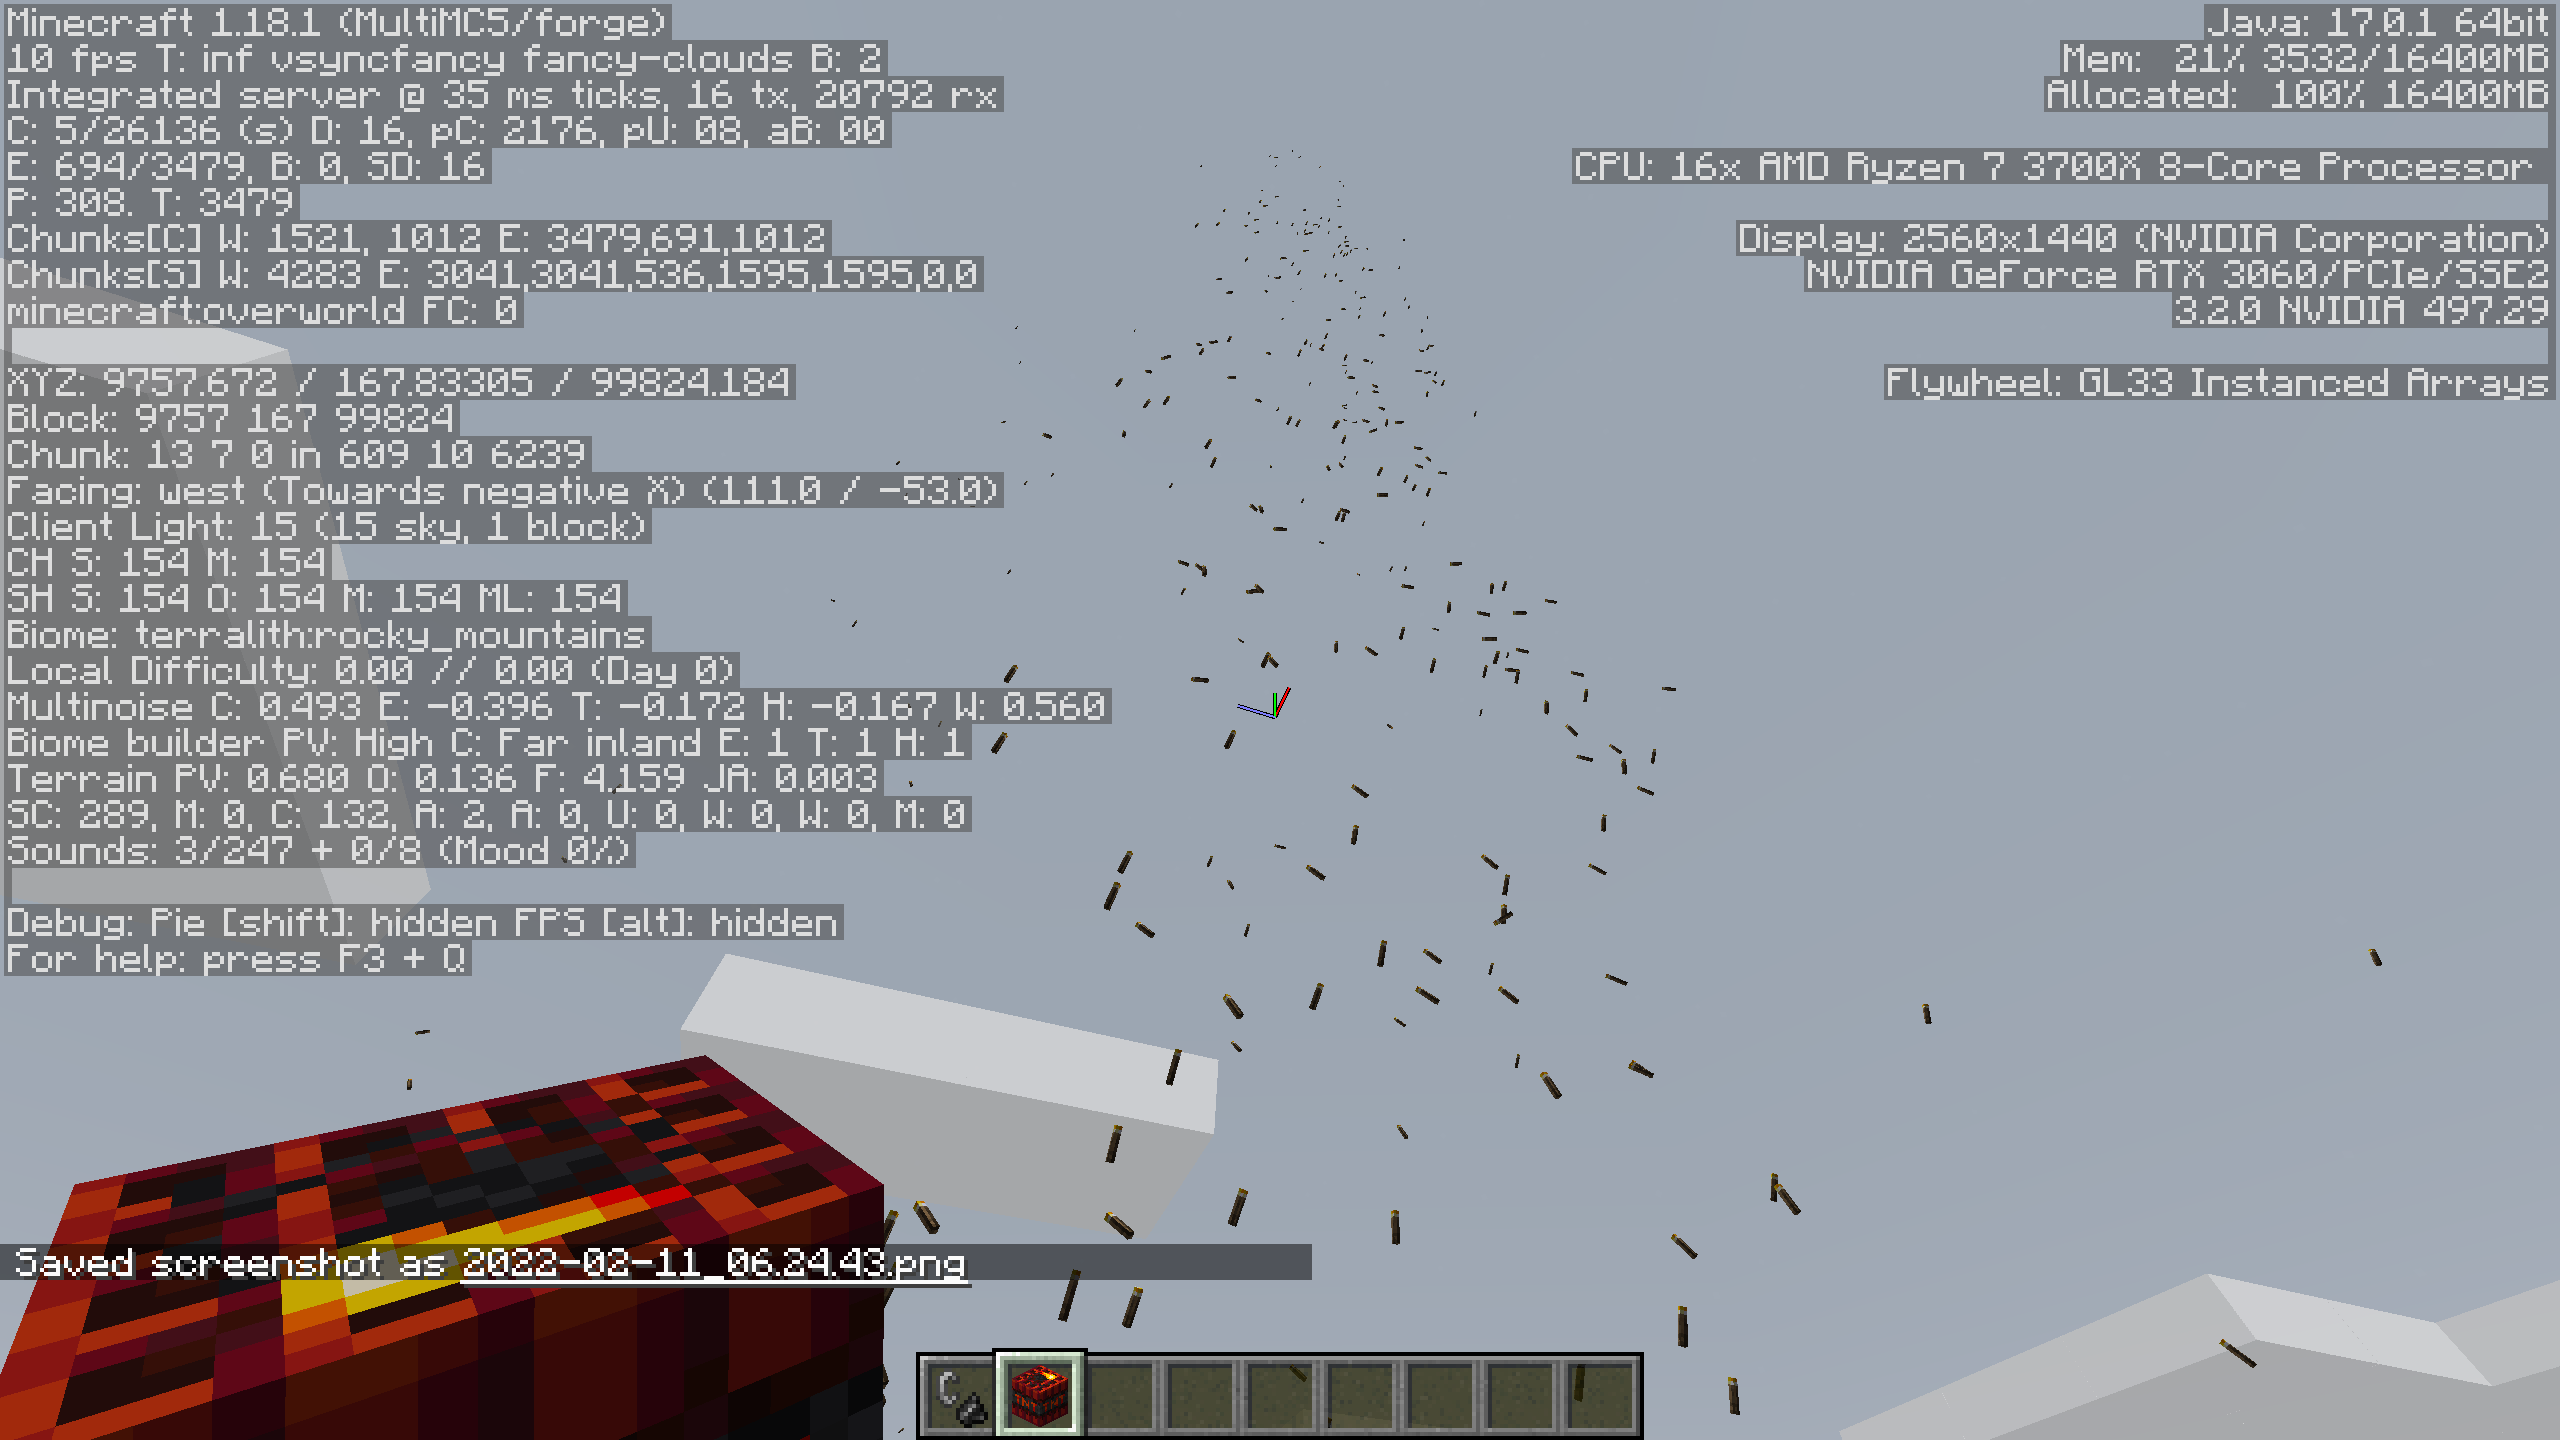 Minecraft 1.18.1 (MultiMC5/forge)
10 fps T: inf vsyncfancy fancy-clouds B: 2
Integrated server @ 35 ms ticks, 16 tx, 20792 rx
C: 5/26136 (s) D: 16, pC: 2176, pU: 08, aB: 00
E: 694/3479, B: 0, SD: 16
P: 308. T: 3479
Chunks[C] W: 1521, 1012 E: 3479,691,1012
Chunks[S] W: 4283 E: 3041,3041,536,1595,1595,0,0
minecraft:overworld FC: 0
XYZ: 9757.672 / 167.83305 / 99824.184
Block: 9757 167 99824
Chunk: 13 7 0 in 609 10 6239
Facing: west (Towards negative X) (111.0 / -53.0)
Client Light: 15 (15 sky, 1 block)
CH S: 154 M: 154
SH S: 154 O: 154 M: 154 ML: 154
Biome: terralith:rocky_mountains
Local Difficulty: 0.00 // 0.00 (Day 0)
Multinoise C: 0.493 E: -0.396 T: -0.172 H: -0.167 W: 0.560
Biome builder PV: High C: Far inland E: 1 T: 1 H: 1
Terrain PV: 0.680 O: 0.136 F: 4.159 JA: 0.003
SC: 289, M: 0, C: 132, A: 2, A: 0, U: 0, W: 0, W: 0, M: 0
Sounds: 3/247 + 0/8 (Mood 0%)
Debug: Pie [shift]: hidden FPS [alt]: hidden
For help: press F3 + Q
Java: 17.0.1 64bit
Mem: 21% 3532/16400MB
Allocated: 100% 16400MB
CPU: 16x AMD Ryzen 7 3700X 8-Core Processor
Display: 2560x1440 (NVIDIA Corporation)
NVIDIA GeForce RTX 3060/PCIe/SSE2
3.2.0 NVIDIA 497.29
Flywheel: GL33 Instanced Arrays
Saved screenshot as 2022-02-11_06.24.43.png